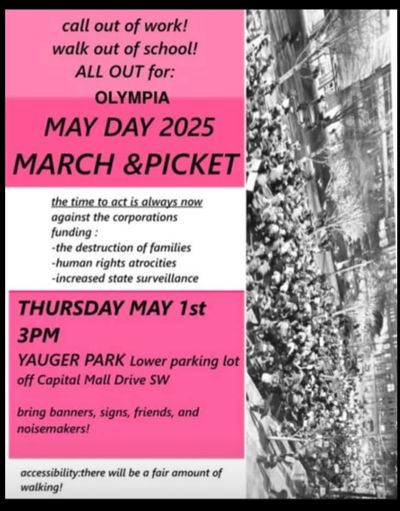 call out of work!
walk out of school!
ALL OUT for:
OLYMPIA
MAY DAY 2025
MARCH &PICKET
the time to act is always now
against the corporations
funding :
-the destruction of families
-human rights atrocities
-increased state surveillance
THURSDAY MAY 1st
3PM
YAUGER PARK Lower parking lot
off Capital Mall Drive SW
bring banners, signs, friends, and
noisemakers!
accessibility:there will be a fair amount of
walking!